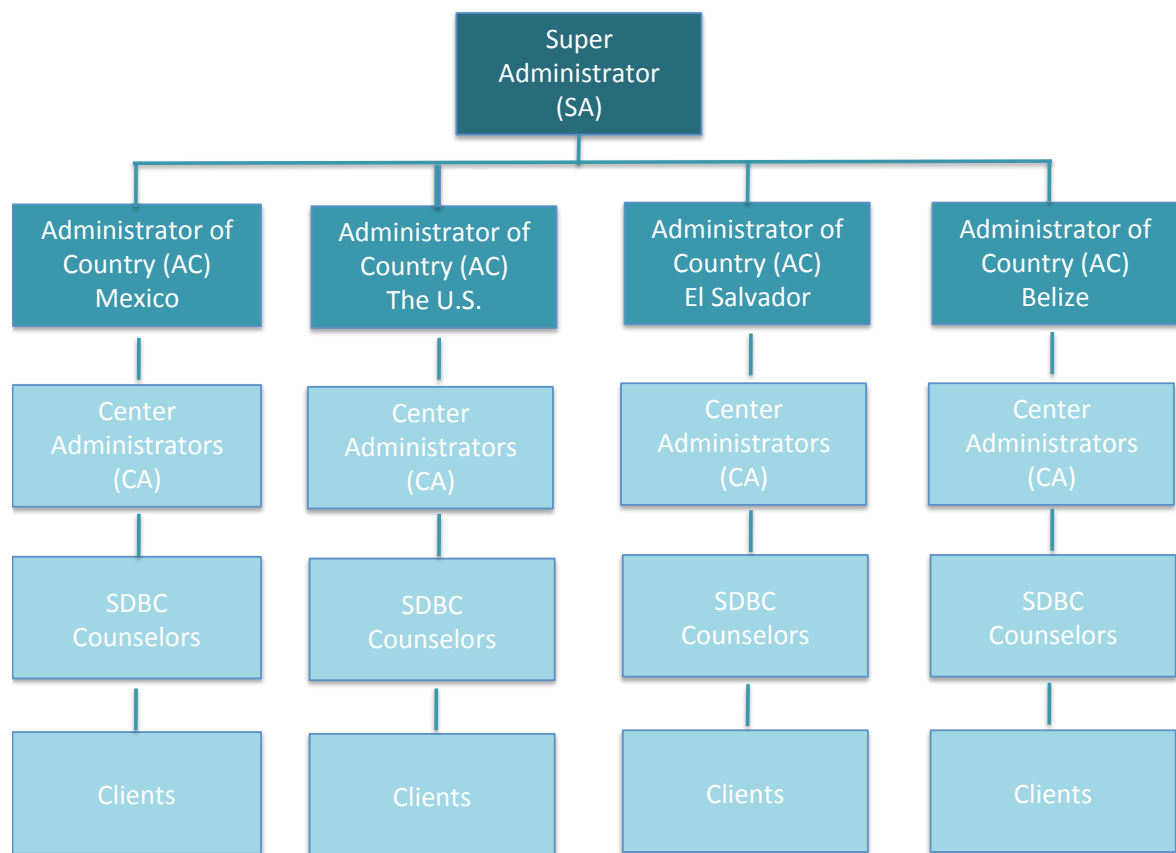 Super
Administrator
(SA)
Administrator of
Country (AC)
Mexico
Administrator of
Country (AC)
The U.S.
Administrator of
Country (AC)
El Salvador
Administrator of
Country (AC)
Belize
Center
Administrators
(CA)
Center
Administrators
(CA)
Center
Administrators
(CA)
Center
Administrators
(CA)
SDBC
Counselors
SDBC
Counselors
SDBC
Counselors
SDBC
Counselors
Clients
Clients
Clients
Clients